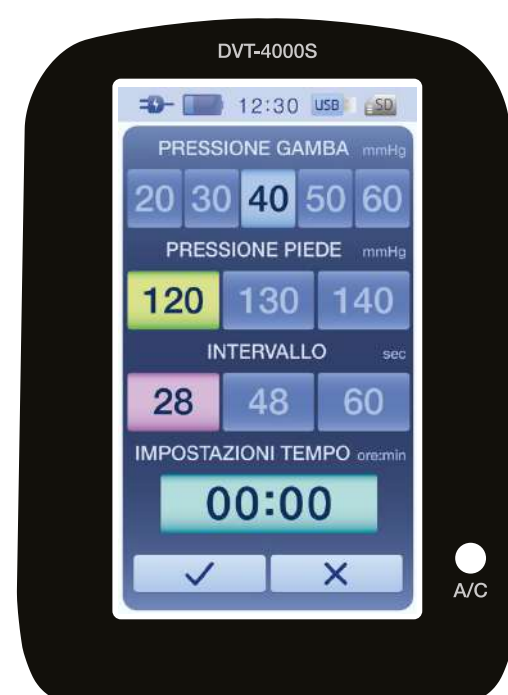 DVT-4000S
12:30 USB SD
PRESSIONE GAMBA mmHg
20 30 40 50 60
PRESSIONE PIEDE mmHg
120 130 140
INTERVALLO sec
28 48 60
IMPOSTAZIONI TEMPO ore:min
00:00
A/C